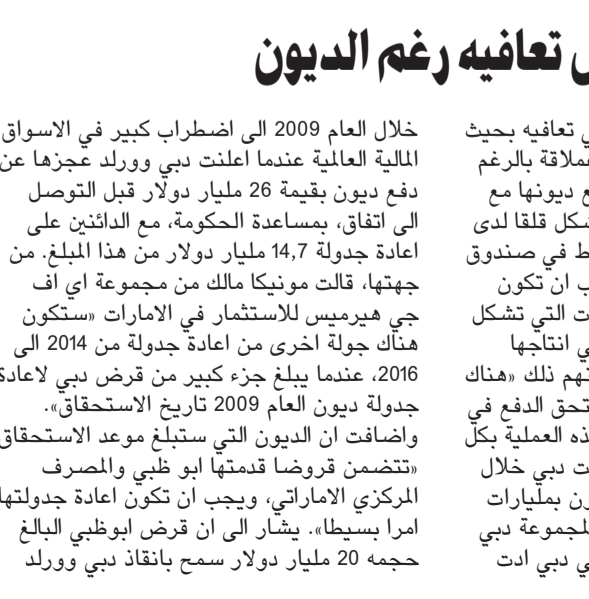 تعافيه رغم الديون
تعافيه بحيث
عملاقة بالرغم
ديونها مع
شكل قلقا لدى
في صندوق
ان تكون
ت التي تشكل
ي انتاجها
تهم ذلك «هناك
تحق الدفع في
ذه العملية بكل
ت دبي خلال
ون بمليارات
لمجموعة دبي
ي دبي ادت
خلال العام 2009 الى اضطراب كبير في الاسواق
المالية العالمية عندما اعلنت دبي وورلد عجزها عن
دفع ديون بقيمة 26 مليار دولار قبل التوصل
الى اتفاق، بمساعدة الحكومة، مع الدائنين على
اعادة جدولة 14,7 مليار دولار من هذا المبلغ. من
جهتها، قالت مونيكا مالك من مجموعة اي اف
جي هيرميس للاستثمار في الامارات «ستكون
هناك جولة اخرى من اعادة جدولة من 2014 الى
2016، عندما يبلغ جزء كبير من قرض دبي لاعادة
جدولة ديون العام 2009 تاريخ الاستحقاق».
واضافت ان الديون التي ستبلغ موعد الاستحقاق
«تتضمن قروضا قدمتها ابو ظبي والمصرف
المركزي الاماراتي، ويجب ان تكون اعادة جدولتها
امرا بسيطا». يشار الى ان قرض ابوظبي البالغ
حجمه 20 مليار دولار سمح بانقاذ دبي وورلد